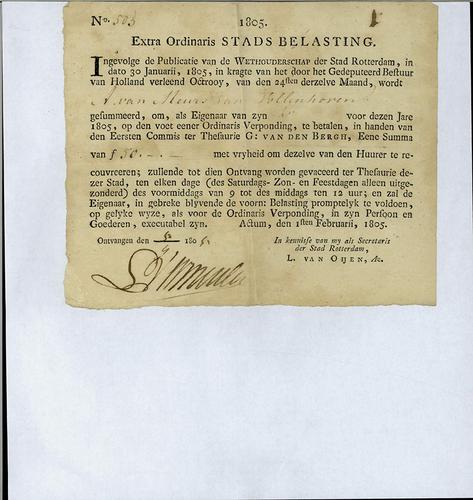 No. 503 1805. 1
Extra Ordinaris STADS BELASTING.
Ingevolge de Publicatie van de WETHOUDERSCHAP der Stad Rotterdam, in
dato 30 Januarii, 1805, in kragte van het door het Gedeputeerd Bestuur
van Holland verleend Octrooy, van den 24sten derzelve Maand, wordt
A. van Meurs van Vollenhoven
gesummeerd, om, als Eigenaar van zyn voor dezen Jare
1805, op den voet eener Ordinaris Verponding, te betalen, in handen van
den Eersten Commis ter Thesaurie G: VAN DEN BERGH, Eene Summa
van f 50 - . - met vryheid om dezelve van den Huurer te re-
couvreeren; zullende tot dien Ontvang worden gevaceerd ter Thesaurie de-
zer Stad, ten elken dage (des Saturdags- Zon- en Feestdagen alleen uitge-
zonderd) des voormiddags van 9 tot des middags ten 12 uur; en zal de
Eigenaar, in gebreke blyvende de voorn: Belasting promptelyk te voldoen,
op gelyke wyze, als voor de Ordinaris Verponding, in zyn Persoon en
Goederen, executabel zyn. Actum, den 1sten Februarii, 1805.
Ontvangen den 180
In kennisse van my als Secretaris
der Stad Rotterdam,
L. VAN OIJEN, &c.